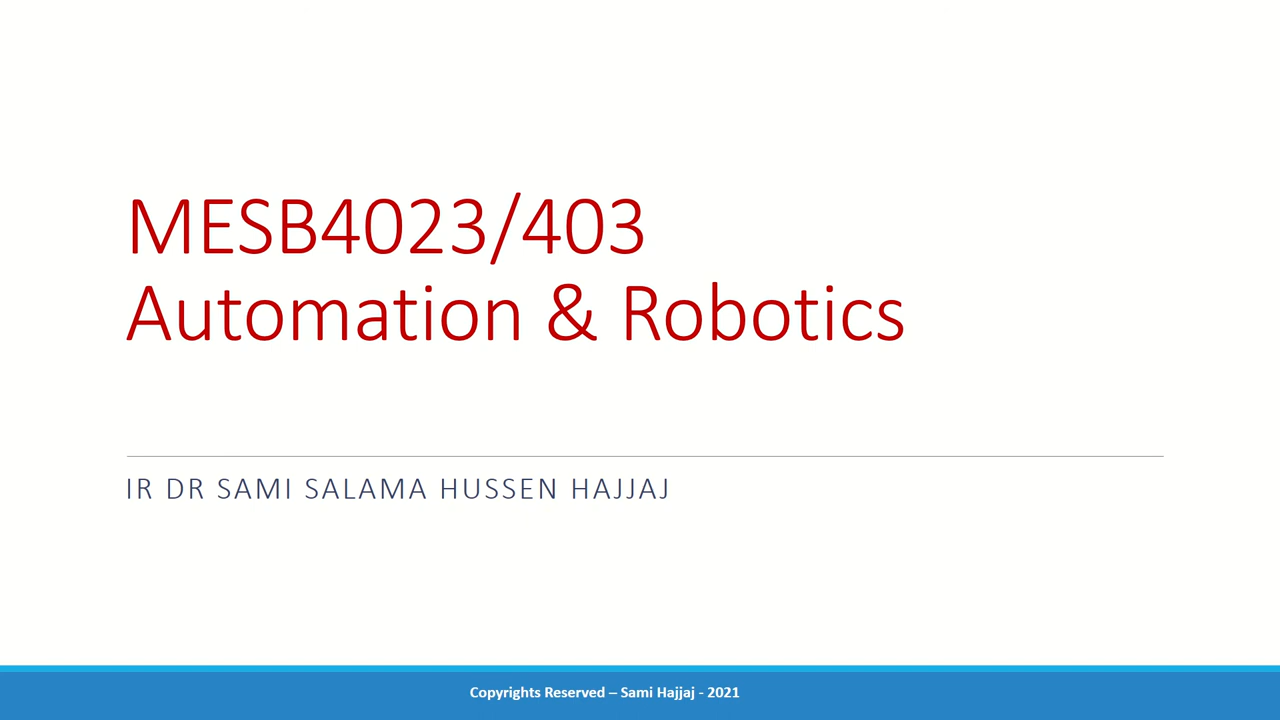 MESB4023/403
Automation & Robotics
IR DR SAMI SALAMA HUSSEN HAJJAJ
Copyrights Reserved – Sami Hajjaj - 2021